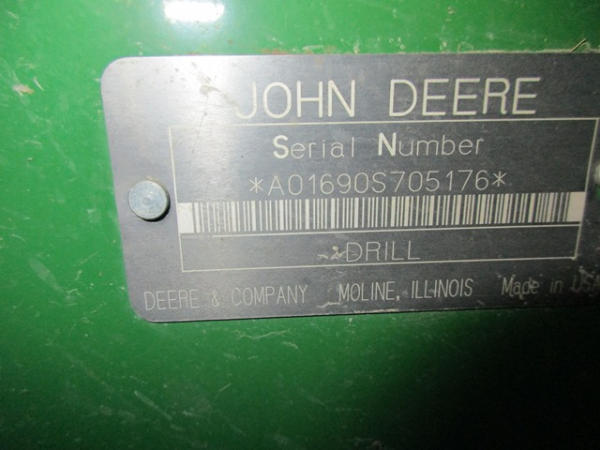 JOHN DEERE
Serial Number
*A01690S705176*
DRILL
DEERE & COMPANY MOLINE, ILLINOIS Made in USA